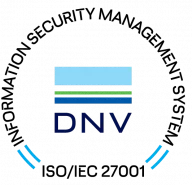 INFORMATION SECURITY MANAGEMENT SYSTEM
DNV
ISO/IEC 27001